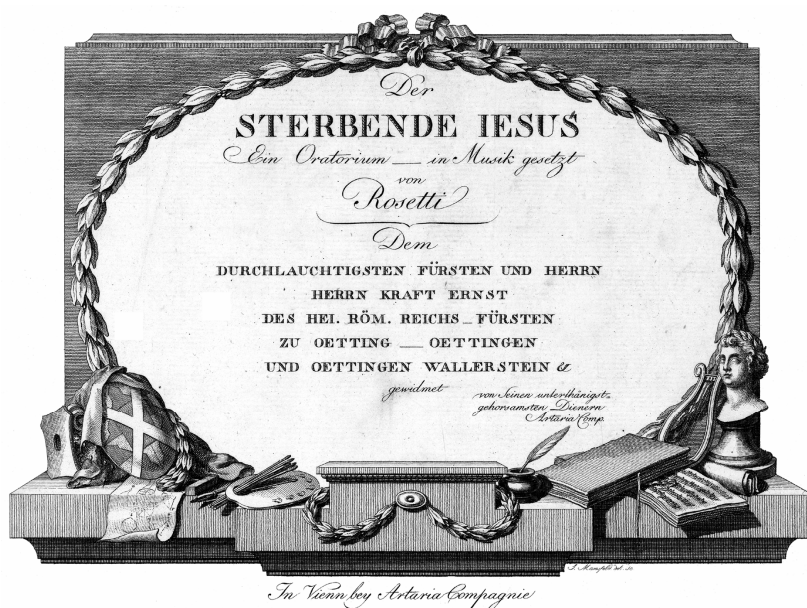 Der
STERBENDE IESUS
Ein Oratorium — in Musik gesetzt
von
Rosetti
Dem
DURCHLAUCHTIGSTEN FÜRSTEN UND HERRN
HERRN KRAFT ERNST
DES HEI. RÖM. REICHS_FÜRSTEN
ZU OETTING — OETTINGEN
UND OETTINGEN WALLERSTEIN &
gewidmet
von Seinen unterthänigst_
gehorsamsten Dienern
Artaria Comp.
In Vienn bey Artaria Compagnie